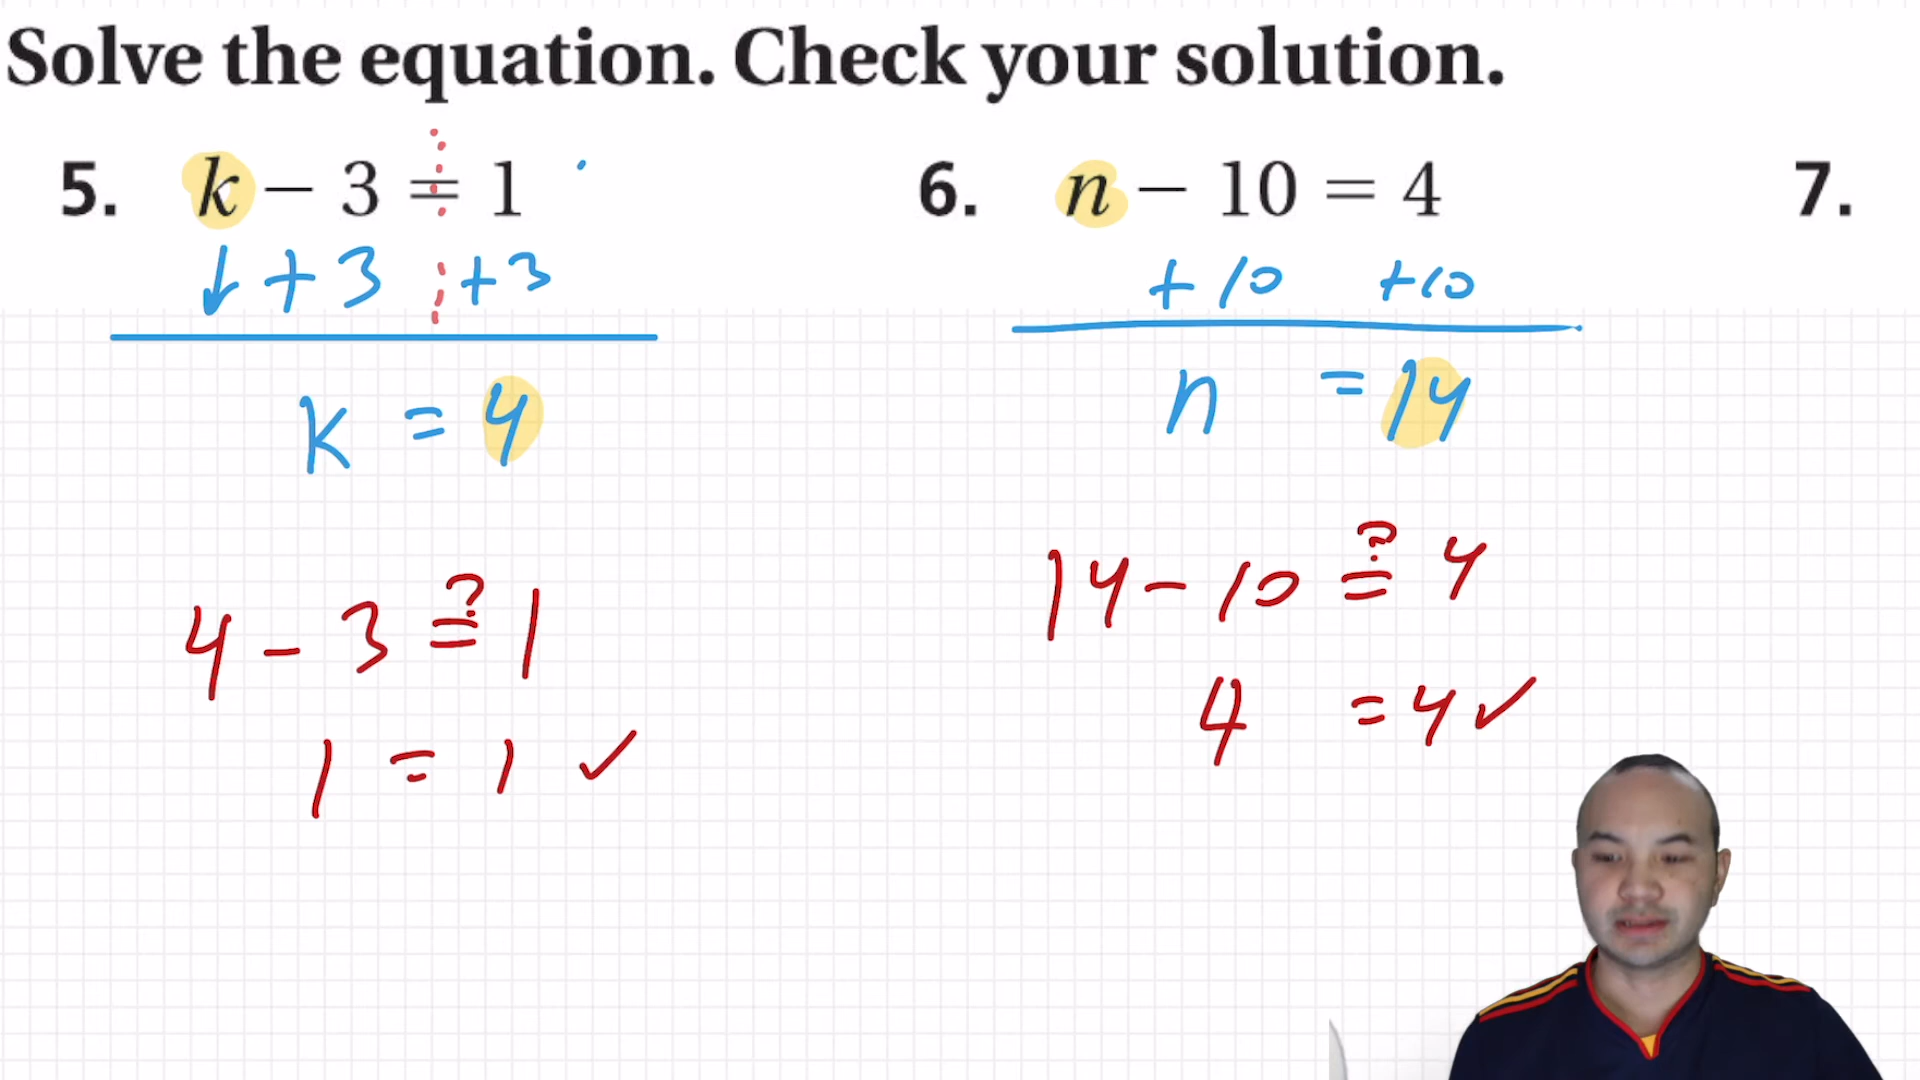 Solve the equation. Check your solution.
5. k − 3 = 1
+ 3 +3
k = 4
4 − 3 ≟ 1
1 = 1 ✓
6. n − 10 = 4
+ 10 +10
n = 14
14 − 10 ≟ 4
4 = 4 ✓
7.